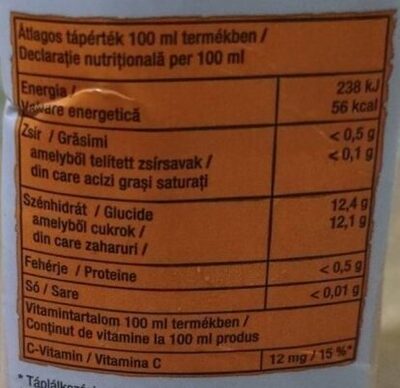 Átlagos tápérték 100 ml termékben /
Declarație nutrițională per 100 ml
Energia / 238 kJ
Valoare energetică 56 kcal
Zsír / Grăsimi < 0,5 g
amelyből telített zsírsavak / < 0,1 g
din care acizi grași saturați
Szénhidrát / Glucide 12,4 g
amelyből cukrok / 12,1 g
din care zaharuri /
Fehérje / Proteine < 0,5 g
Só / Sare < 0,01 g
Vitamintartalom 100 ml termékben /
Conținut de vitamine la 100 ml produs
C-Vitamin / Vitamina C 12 mg / 15 %*